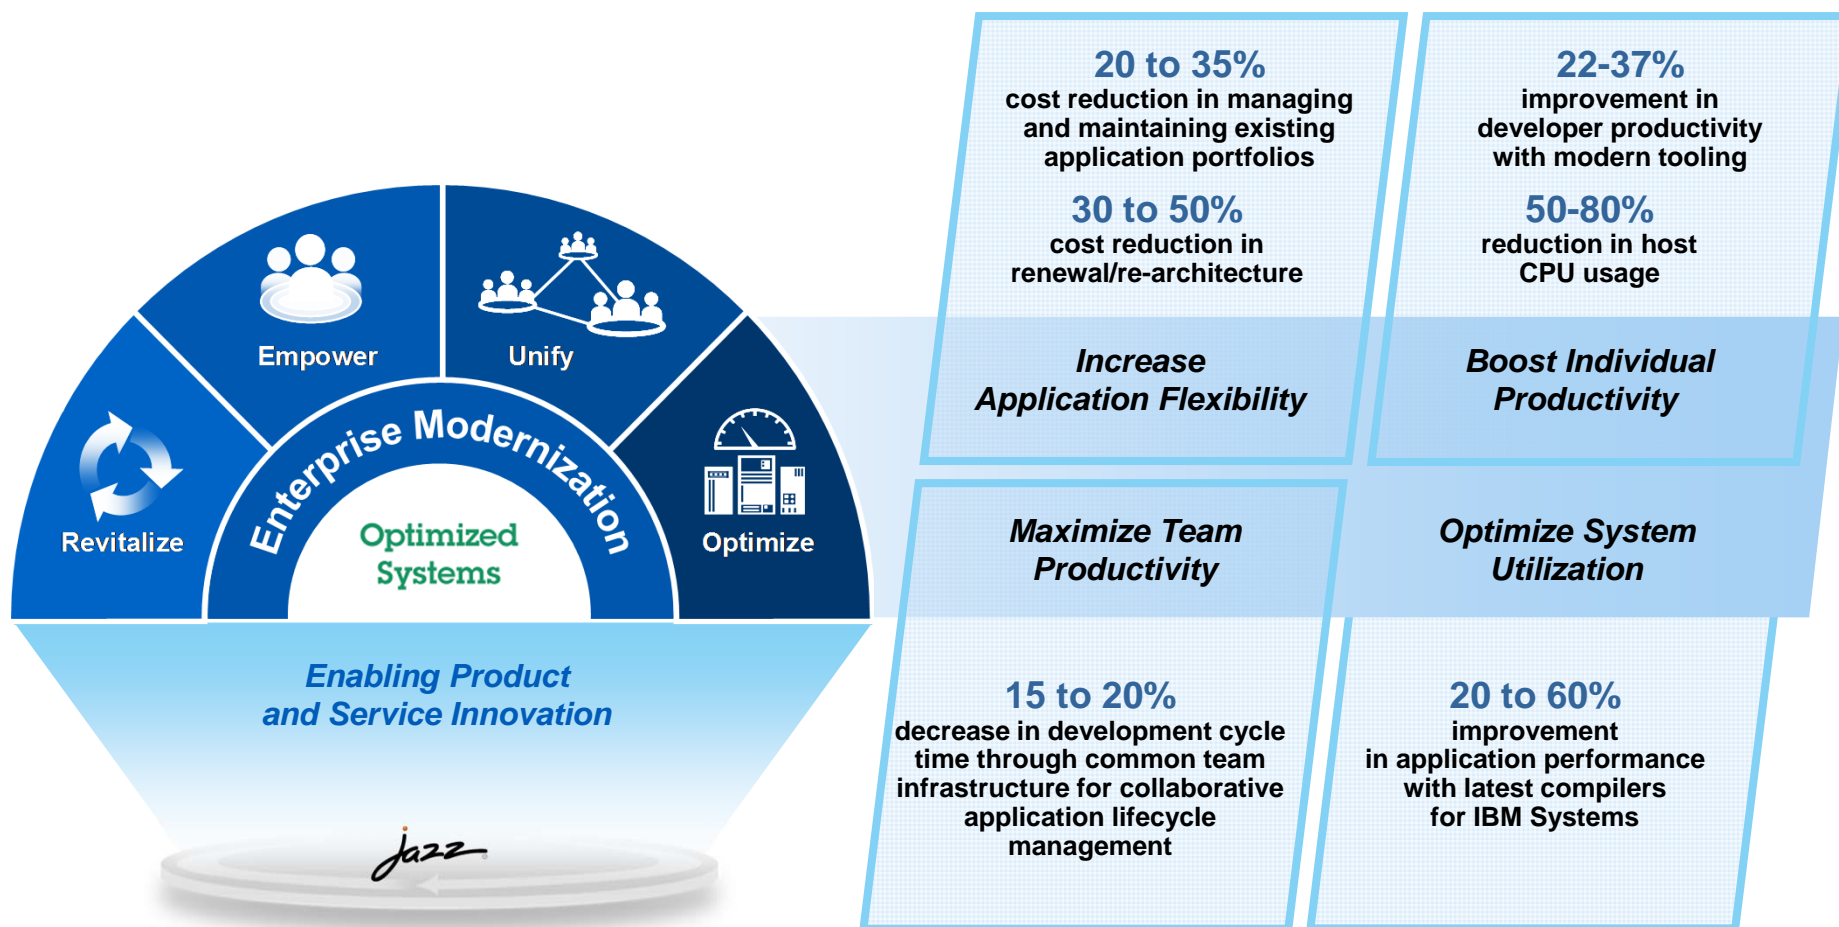 20 to 35%
cost reduction in managing
and maintaining existing
application portfolios
30 to 50%
cost reduction in
renewal/re-architecture
Increase
Application Flexibility
22-37%
improvement in
developer productivity
with modern tooling
50-80%
reduction in host
CPU usage
Boost Individual
Productivity
Revitalize
Empower
Unify
Optimize
Enterprise Modernization
Optimized
Systems
Enabling Product
and Service Innovation
jazz
Maximize Team
Productivity
15 to 20%
decrease in development cycle
time through common team
infrastructure for collaborative
application lifecycle
management
Optimize System
Utilization
20 to 60%
improvement
in application performance
with latest compilers
for IBM Systems